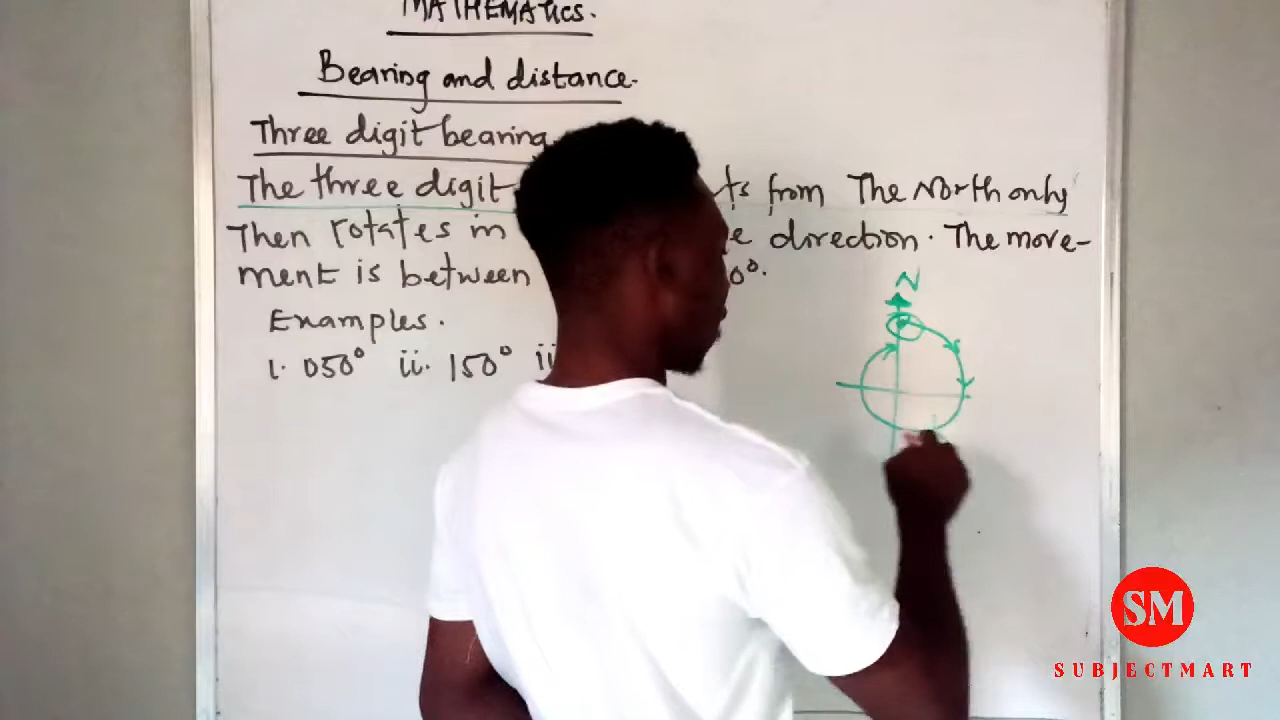 MATHEMATICS.
Bearing and distance.
Three digit bearing
The three digit ts from The North only
Then rotates in e direction. The move-
ment is between 0°.
Examples.
i. 050° ii. 150° ii
N
SM
SUBJECTMART